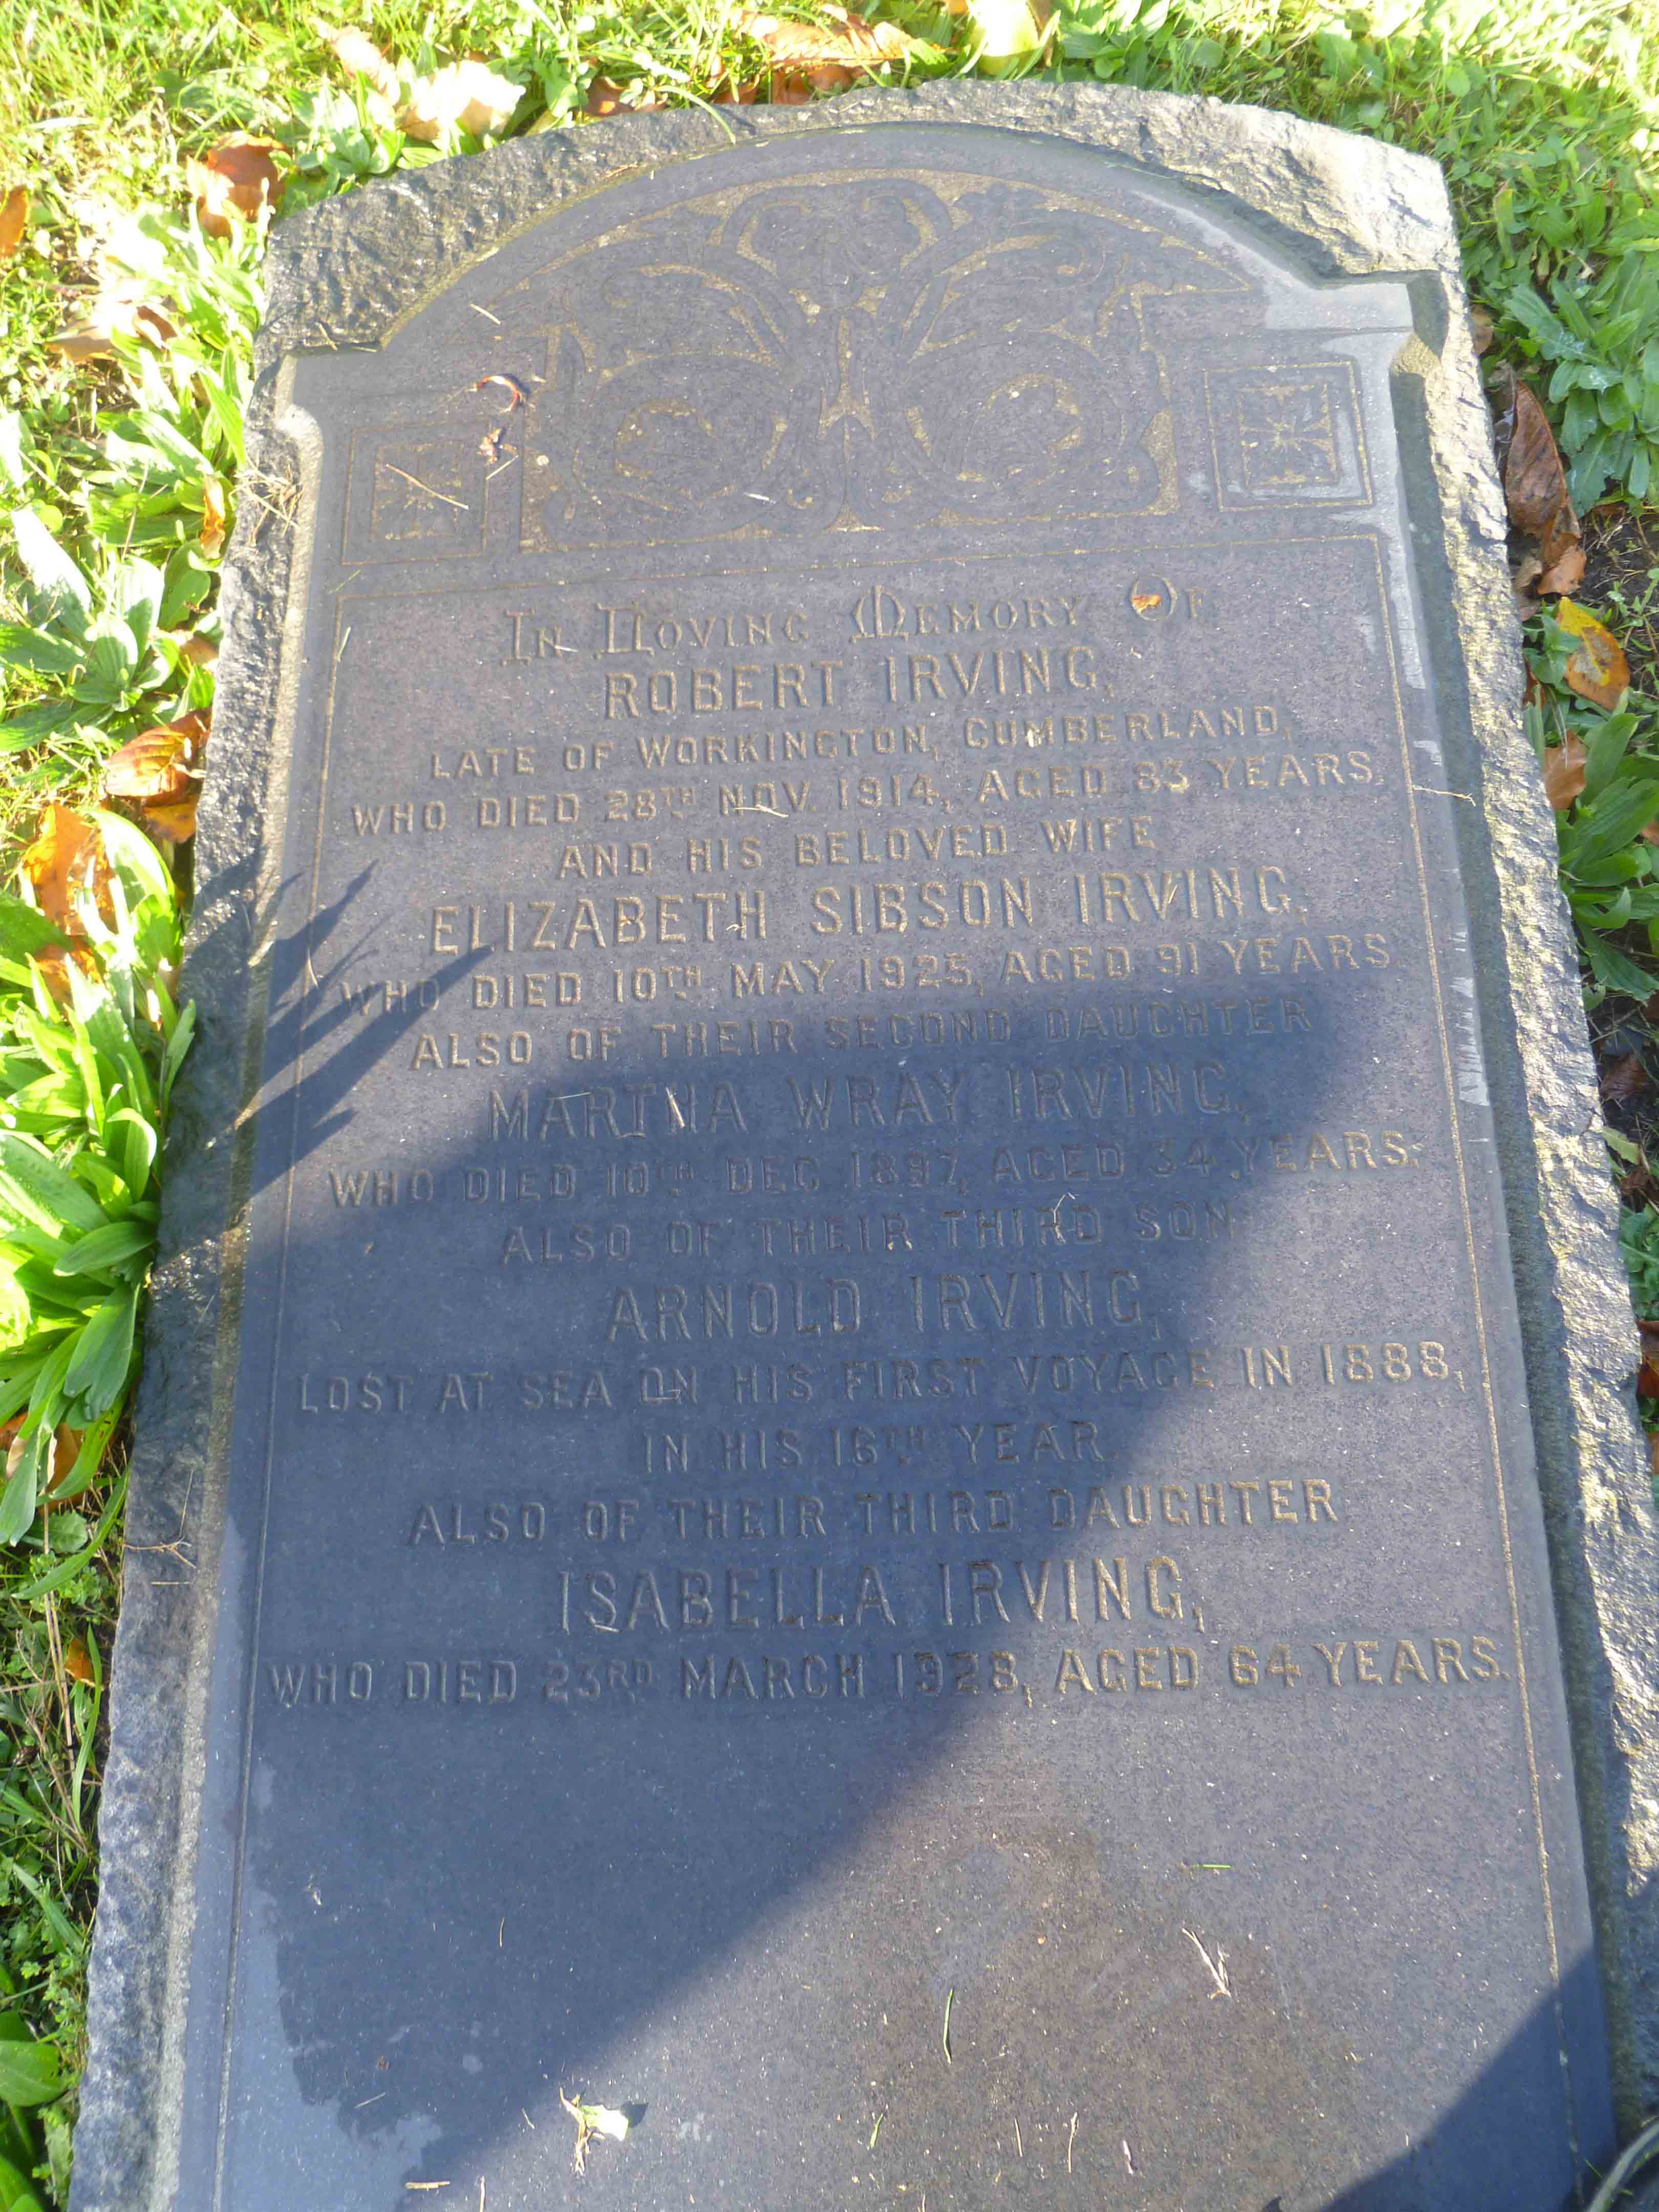 IN LOVING MEMORY OF
ROBERT IRVING,
LATE OF WORKINGTON, CUMBERLAND,
WHO DIED 28TH NOV. 1914, AGED 83 YEARS.
AND HIS BELOVED WIFE
ELIZABETH SIBSON IRVING,
WHO DIED 10TH MAY 1925, AGED 91 YEARS.
ALSO OF THEIR SECOND DAUGHTER
MARTHA WRAY IRVING,
WHO DIED 10TH DEC. 1897, AGED 34 YEARS.
ALSO OF THEIR THIRD SON
ARNOLD IRVING,
LOST AT SEA ON HIS FIRST VOYAGE IN 1888,
IN HIS 16TH YEAR.
ALSO OF THEIR THIRD DAUGHTER
ISABELLA IRVING,
WHO DIED 23RD MARCH 1928, AGED 64 YEARS.